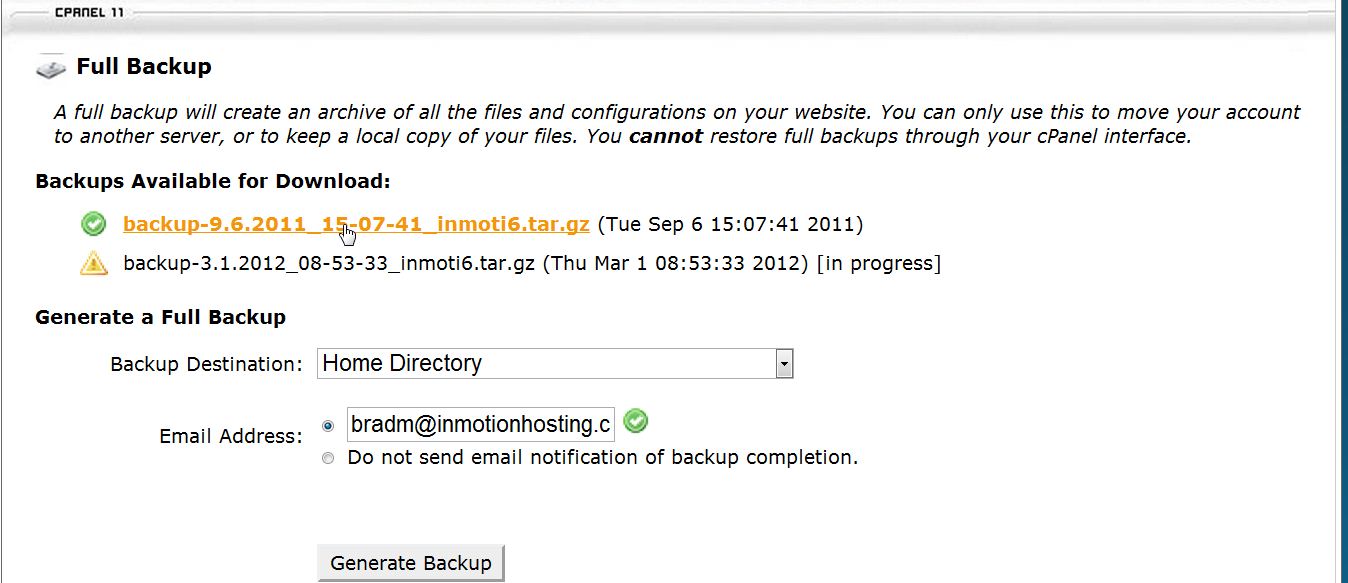 CPANEL 11
Full Backup
A full backup will create an archive of all the files and configurations on your website. You can only use this to move your account
to another server, or to keep a local copy of your files. You cannot restore full backups through your cPanel interface.
Backups Available for Download:
backup-9.6.2011_15-07-41_inmoti6.tar.gz (Tue Sep 6 15:07:41 2011)
backup-3.1.2012_08-53-33_inmoti6.tar.gz (Thu Mar 1 08:53:33 2012) [in progress]
Generate a Full Backup
Backup Destination: Home Directory
Email Address: bradm@inmotionhosting.c
Do not send email notification of backup completion.
Generate Backup